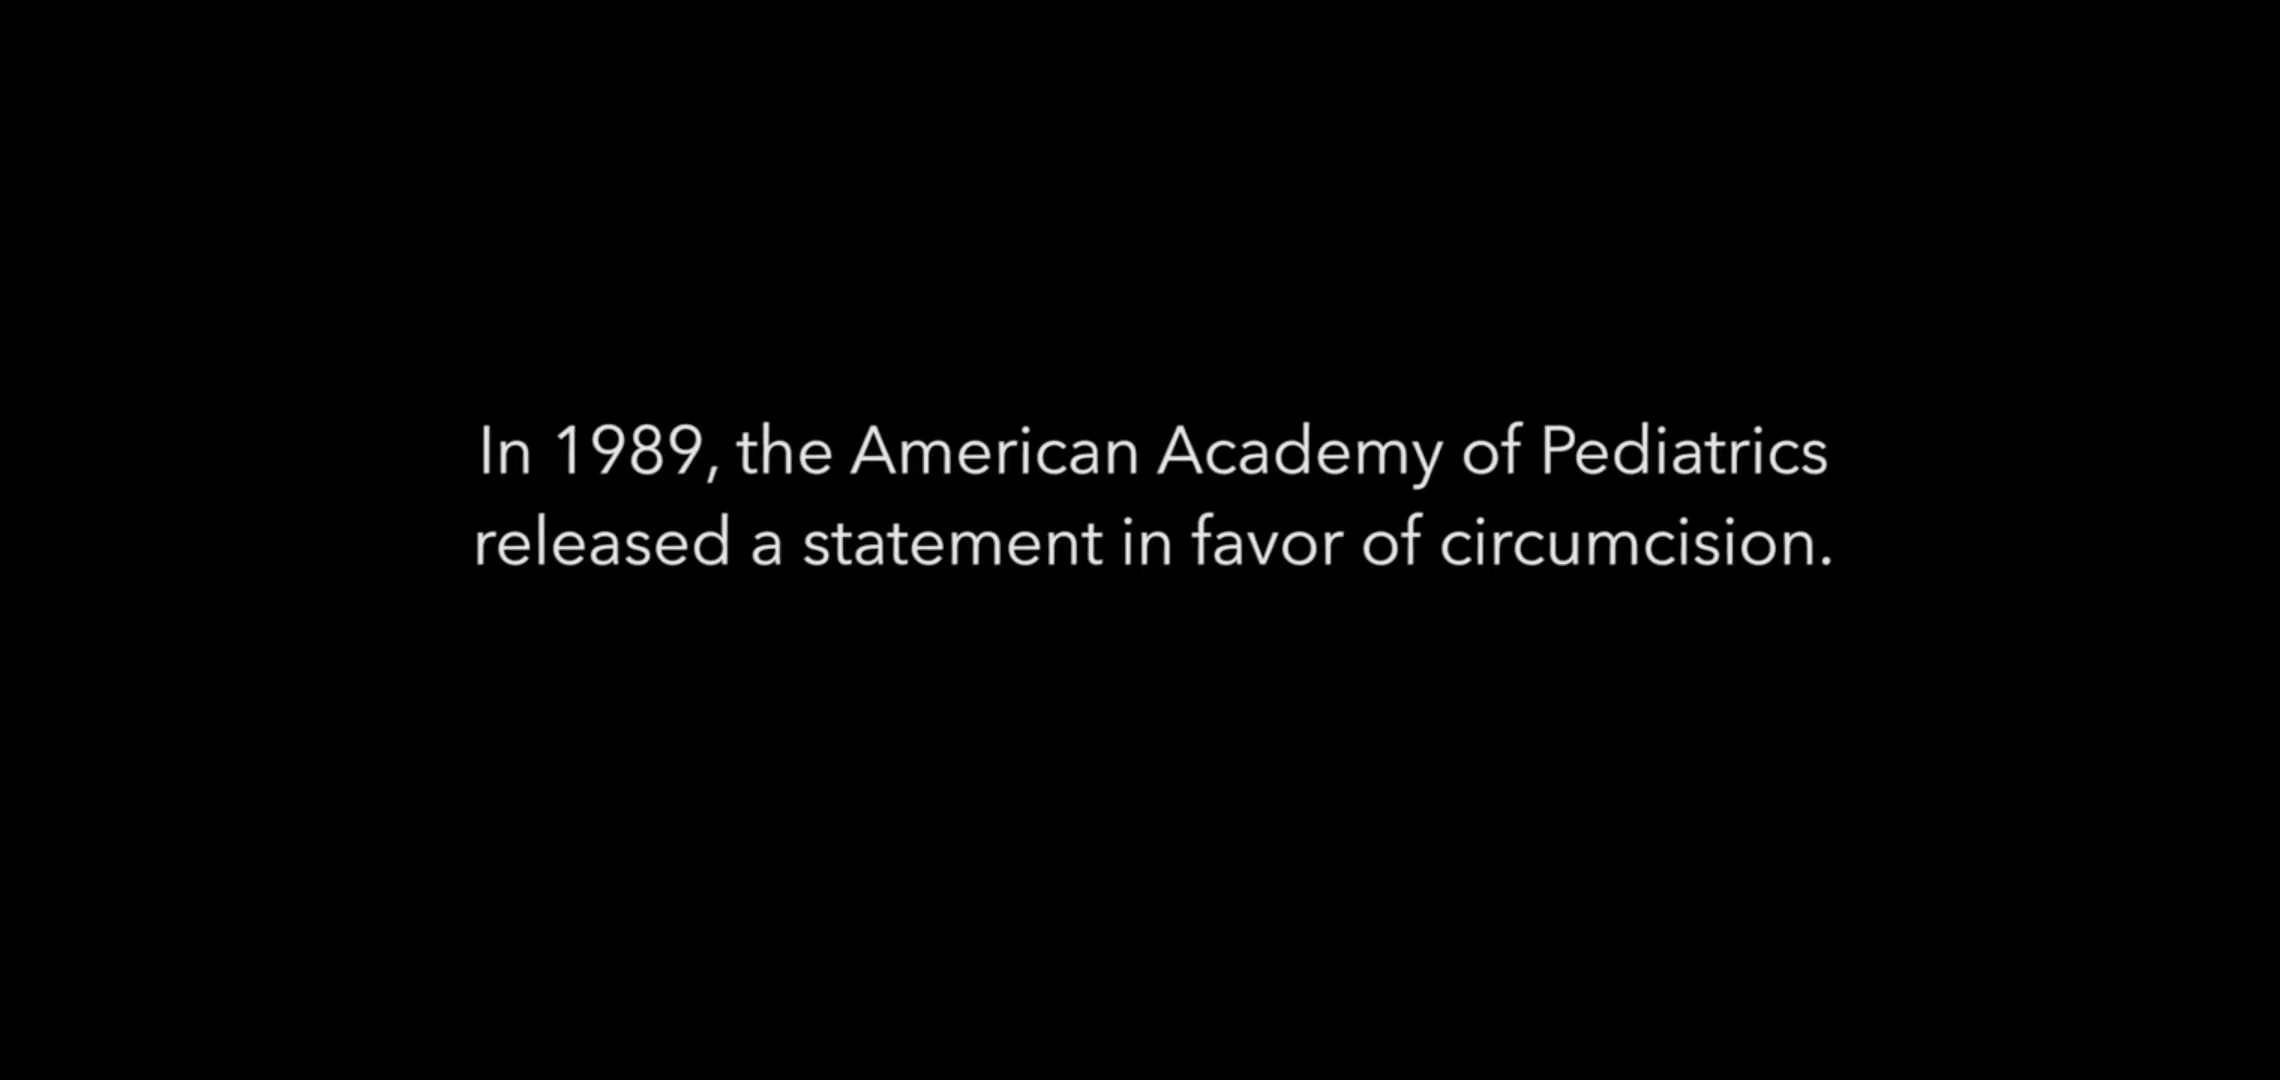 In 1989, the American Academy of Pediatrics
released a statement in favor of circumcision.